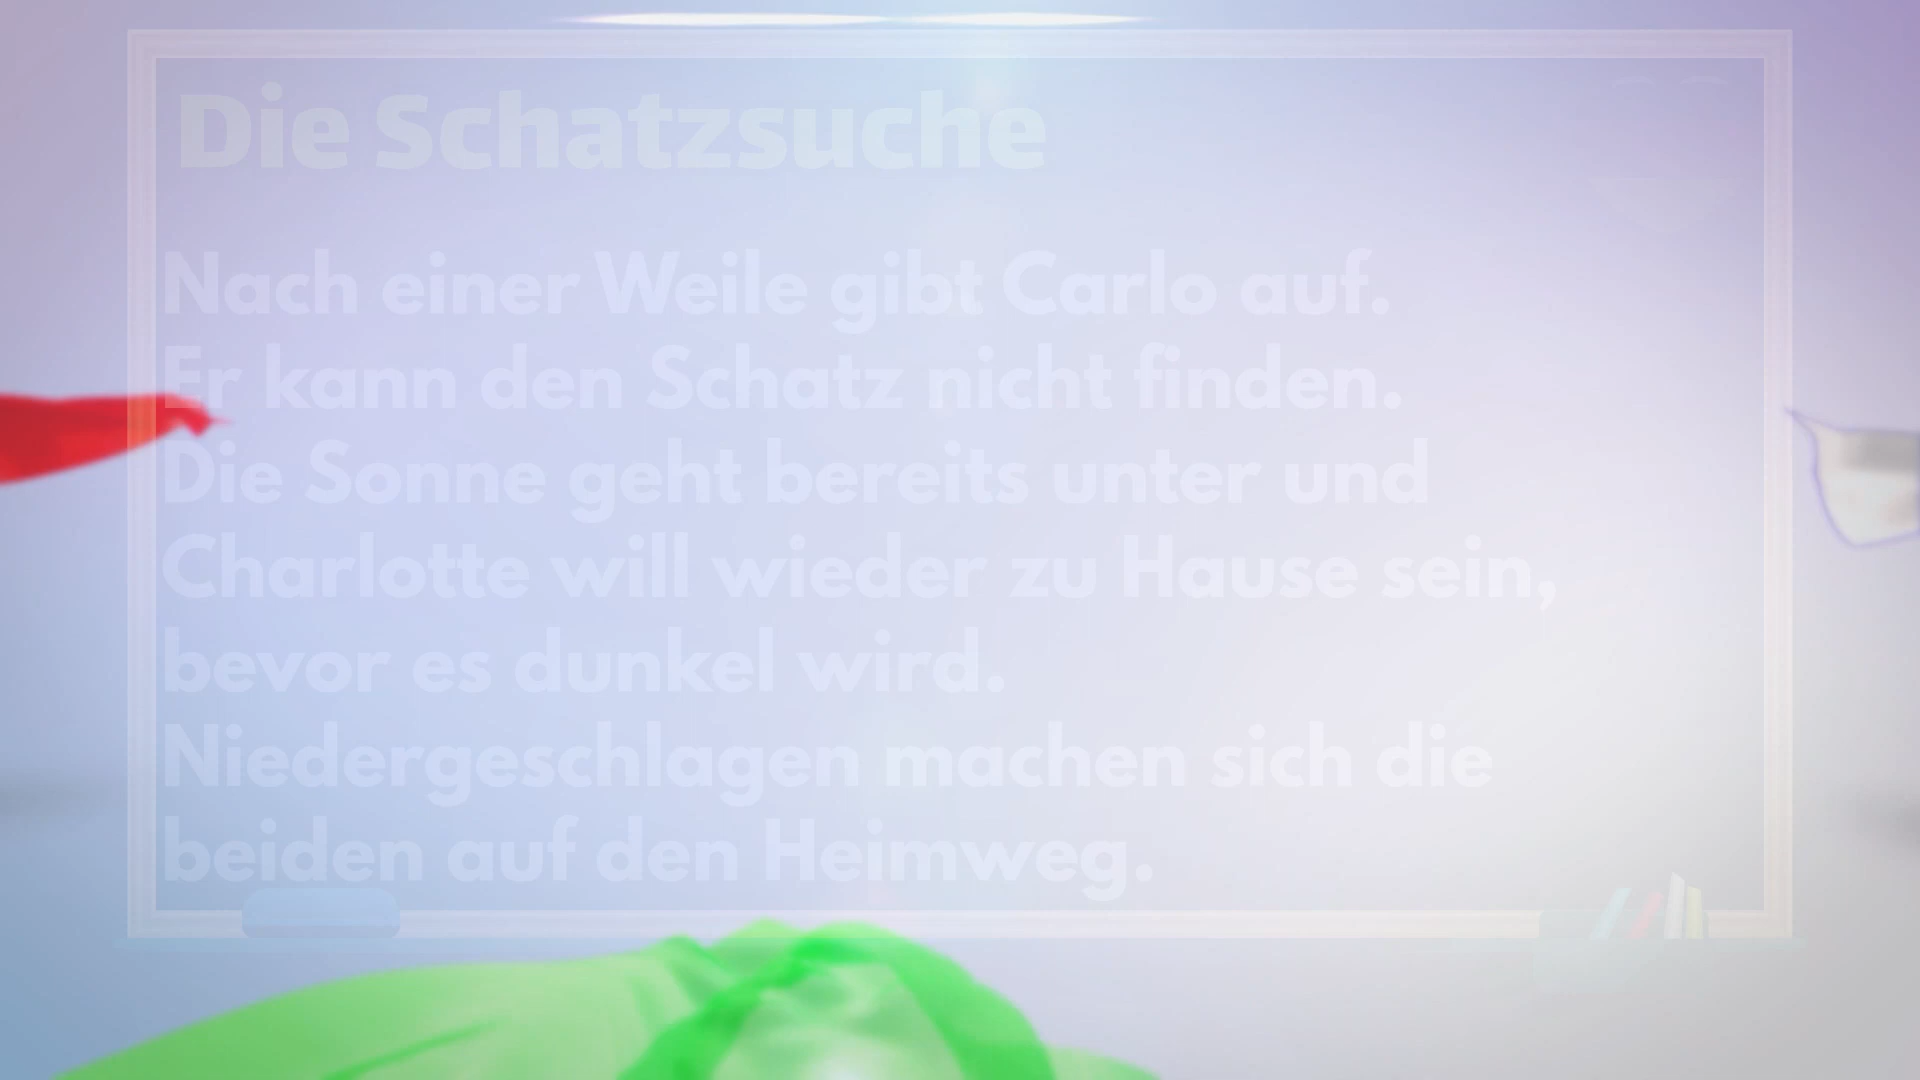 Die Schatzsuche
Nach einer Weile gibt Carlo auf.
Er kann den Schatz nicht finden.
Die Sonne geht bereits unter und
Charlotte will wieder zu Hause sein,
bevor es dunkel wird.
Niedergeschlagen machen sich die
beiden auf den Heimweg.